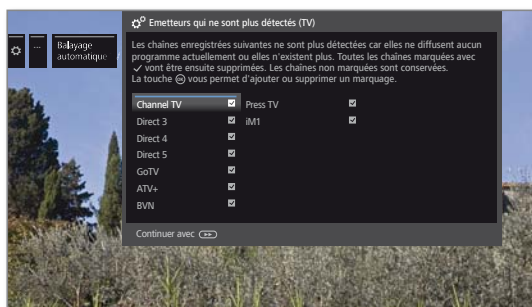 Emetteurs qui ne sont plus détectés (TV)
...
Balayage
automatique
Les chaînes enregistrées suivantes ne sont plus détectées car elles ne diffusent aucun
programme actuellement ou elles n'existent plus. Toutes les chaînes marquées avec
✓ vont être ensuite supprimées. Les chaînes non marquées sont conservées.
La touche OK vous permet d'ajouter ou supprimer un marquage.
Channel TV
Direct 3
Direct 4
Direct 5
GoTV
ATV+
BVN
Press TV
iM1
Continuer avec